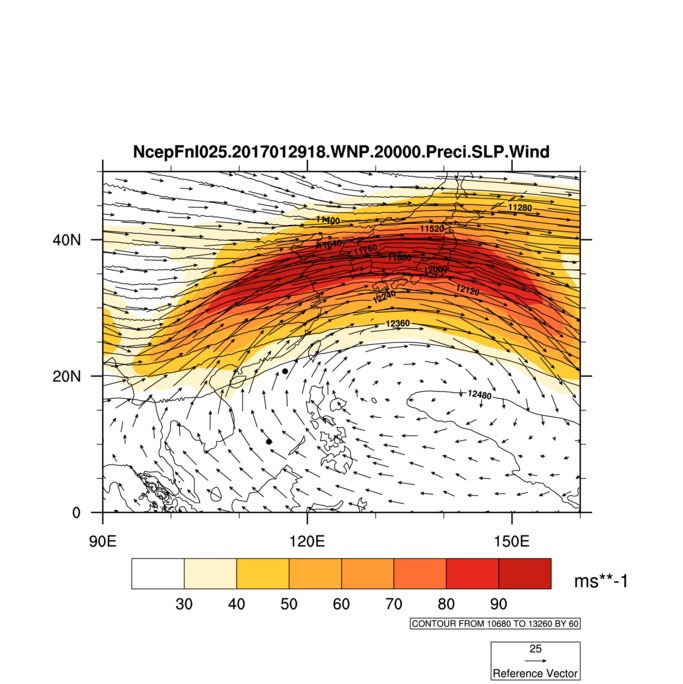 NcepFnl025.2017012918.WNP.20000.Preci.SLP.Wind
11280
11400
11520
11640
11760
11880
12000
12120
12240
12360
12480
40N
20N
0
90E 120E 150E
30 40 50 60 70 80 90
ms**-1
CONTOUR FROM 10680 TO 13260 BY 60
25
Reference Vector